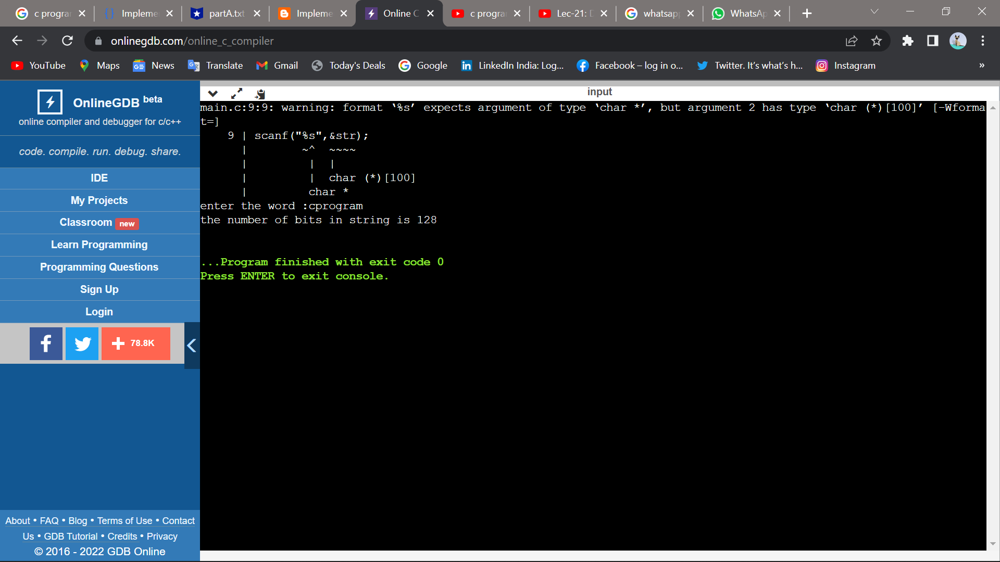 c progra
Impleme
partA.txt
Impleme
Online C
c progra
Lec-21: D
whatsap
WhatsAp
onlinegdb.com/online_c_compiler
YouTube
Maps
News
Translate
Gmail
Today's Deals
Google
LinkedIn India: Log...
Facebook – log in o...
Twitter. It's what's h...
Instagram
»
OnlineGDB beta
online compiler and debugger for c/c++
code. compile. run. debug. share.
IDE
My Projects
Classroom new
Learn Programming
Programming Questions
Sign Up
Login
f
+ 78.8K
About • FAQ • Blog • Terms of Use • Contact
Us • GDB Tutorial • Credits • Privacy
© 2016 - 2022 GDB Online
input
main.c:9:9: warning: format ‘%s’ expects argument of type ‘char *’, but argument 2 has type ‘char (*)[100]’ [-Wforma
t=]
    9 | scanf("%s",&str);
      |        ~^  ~~~~
      |         |  |
      |         |  char (*)[100]
      |         char *
enter the word :cprogram
the number of bits in string is 128
...Program finished with exit code 0
Press ENTER to exit console.